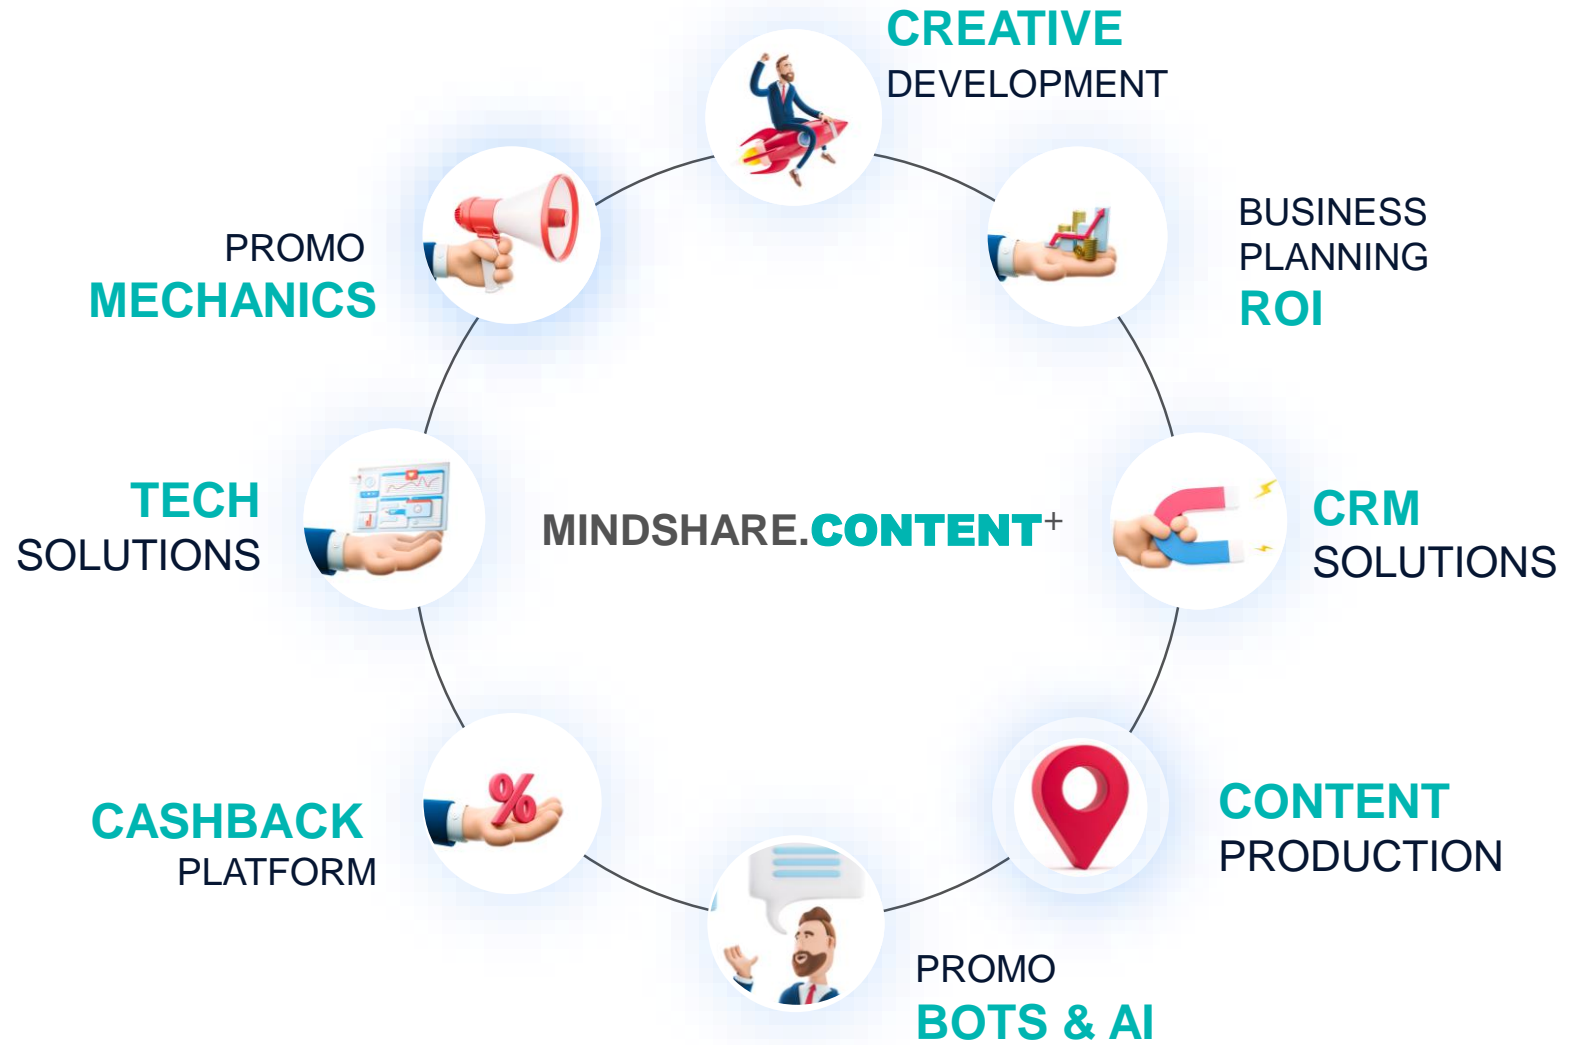 CREATIVE
DEVELOPMENT
BUSINESS
PLANNING
ROI
PROMO
MECHANICS
TECH
SOLUTIONS
MINDSHARE.CONTENT+
CRM
SOLUTIONS
CASHBACK
PLATFORM
CONTENT
PRODUCTION
PROMO
BOTS & AI